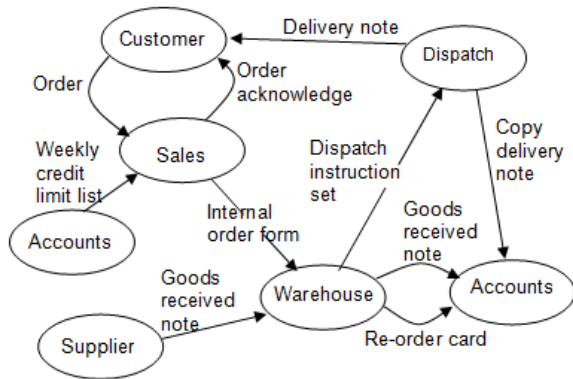 Delivery note
Customer
Dispatch
Order
Order
acknowledge
Copy
delivery
note
Weekly
credit
limit list
Sales
Dispatch
instruction
set
Internal
order form
Goods
received
note
Accounts
Goods
received
note
Warehouse
Accounts
Re-order card
Supplier